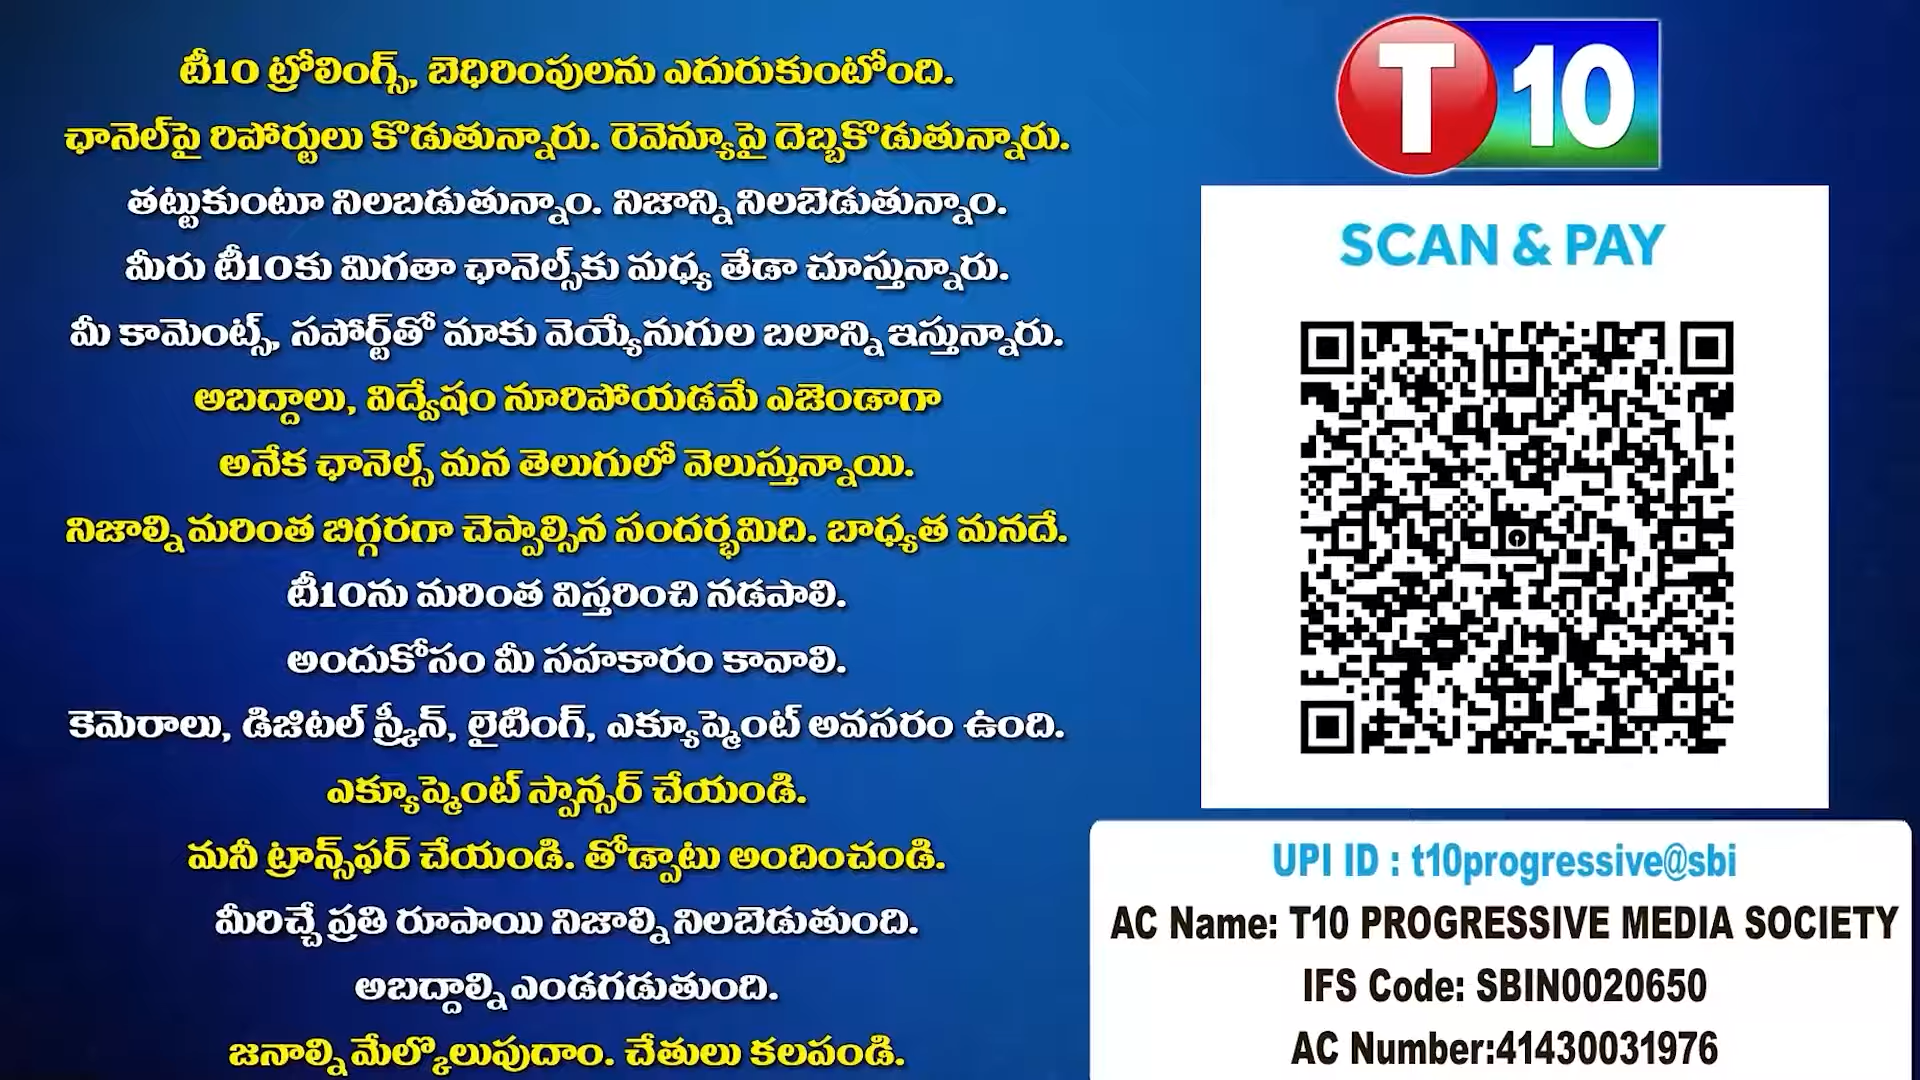 టీ10 ట్రోలింగ్స్, బెధిరింపులను ఎదురుకుంటోంది.
ఛానెల్‌పై రిపోర్టులు కొడుతున్నారు. రెవెన్యూపై దెబ్బకొడుతున్నారు.
తట్టుకుంటూ నిలబడుతున్నాం. నిజాన్ని నిలబెడుతున్నాం.
మీరు టీ10కు మిగతా ఛానెల్స్‌కు మధ్య తేడా చూస్తున్నారు.
మీ కామెంట్స్, సపోర్ట్‌తో మాకు వెయ్యేనుగుల బలాన్ని ఇస్తున్నారు.
అబద్దాలు, విద్వేషం నూరిపోయడమే ఎజెండాగా
అనేక ఛానెల్స్ మన తెలుగులో వెలుస్తున్నాయి.
నిజాల్ని మరింత బిగ్గరగా చెప్పాల్సిన సందర్భమిది. బాధ్యత మనదే.
టీ10ను మరింత విస్తరించి నడపాలి.
అందుకోసం మీ సహకారం కావాలి.
కెమెరాలు, డిజిటల్ స్క్రీన్, లైటింగ్, ఎక్యూప్మెంట్ అవసరం ఉంది.
ఎక్యూప్మెంట్ స్పాన్సర్ చేయండి.
మనీ ట్రాన్స్‌ఫర్ చేయండి. తోడ్పాటు అందించండి.
మీరిచ్చే ప్రతి రూపాయి నిజాల్ని నిలబెడుతుంది.
అబద్దాల్ని ఎండగడుతుంది.
జనాల్ని మేల్కొలుపుదాం. చేతులు కలపండి.
T 10
SCAN & PAY
UPI ID : t10progressive@sbi
AC Name: T10 PROGRESSIVE MEDIA SOCIETY
IFS Code: SBIN0020650
AC Number:41430031976